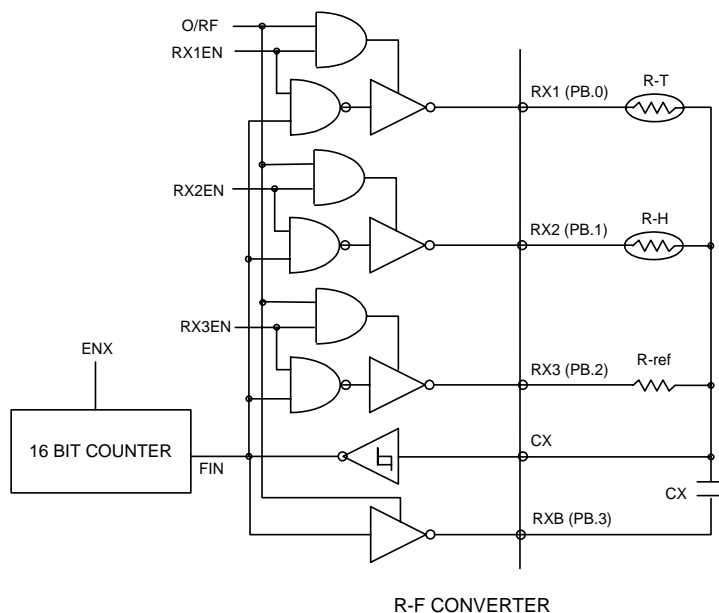 O/RF
RX1EN
RX1 (PB.0)
R-T
RX2EN
RX2 (PB.1)
R-H
RX3EN
RX3 (PB.2)
R-ref
ENX
16 BIT COUNTER
FIN
CX
CX
RXB (PB.3)
R-F CONVERTER